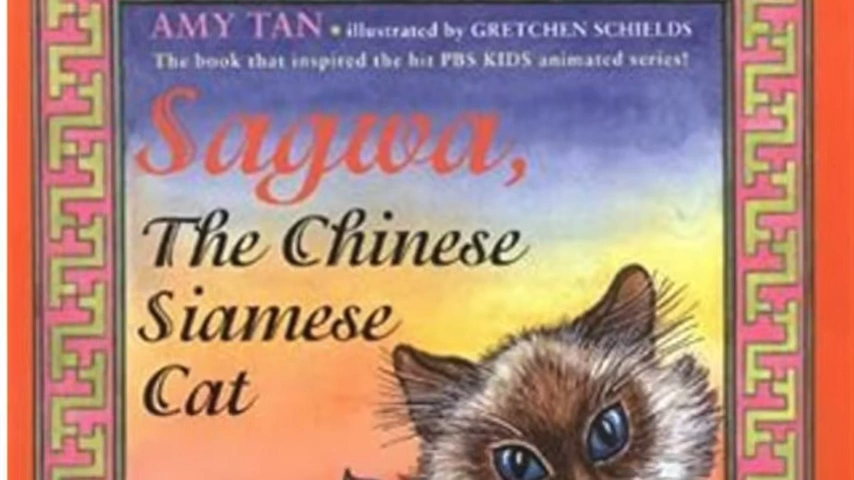 AMY TAN • illustrated by GRETCHEN SCHIELDS
The book that inspired the hit PBS KIDS animated series!
Sagwa,
The Chinese
Siamese
Cat